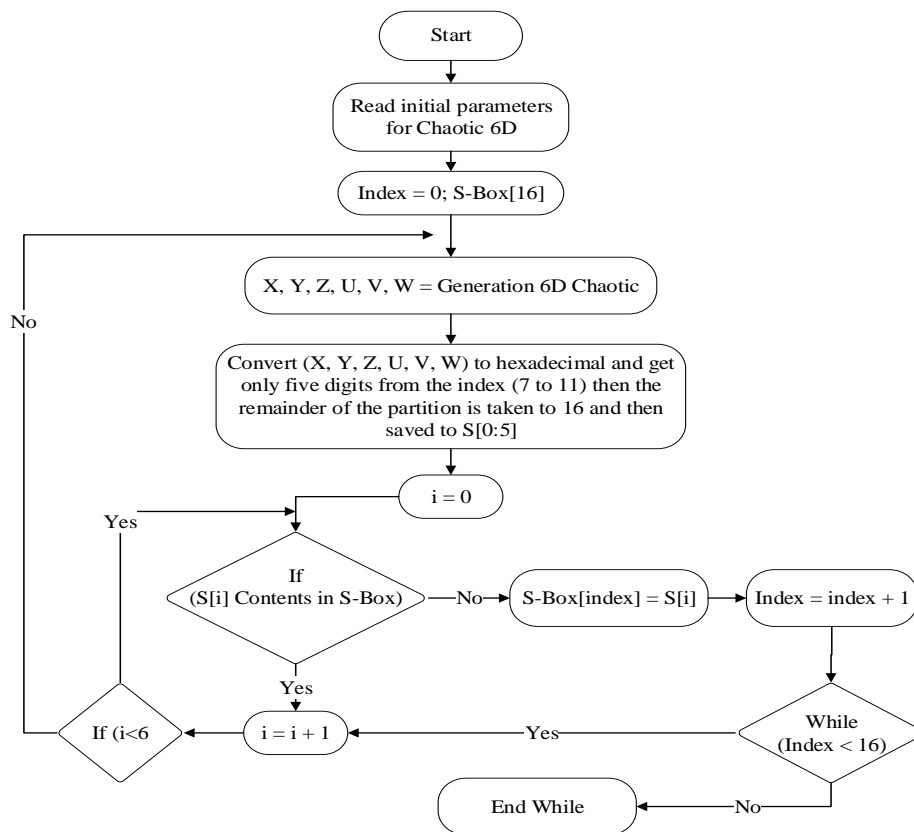 Start
Read initial parameters
for Chaotic 6D
Index = 0; S-Box[16]
X, Y, Z, U, V, W = Generation 6D Chaotic
No
Convert (X, Y, Z, U, V, W) to hexadecimal and get
only five digits from the index (7 to 11) then the
remainder of the partition is taken to 16 and then
saved to S[0:5]
i = 0
Yes
If
(S[i] Contents in S-Box)
No
S-Box[index] = S[i]
Index = index + 1
Yes
If (i<6
i = i + 1
Yes
While
(Index < 16)
End While
No